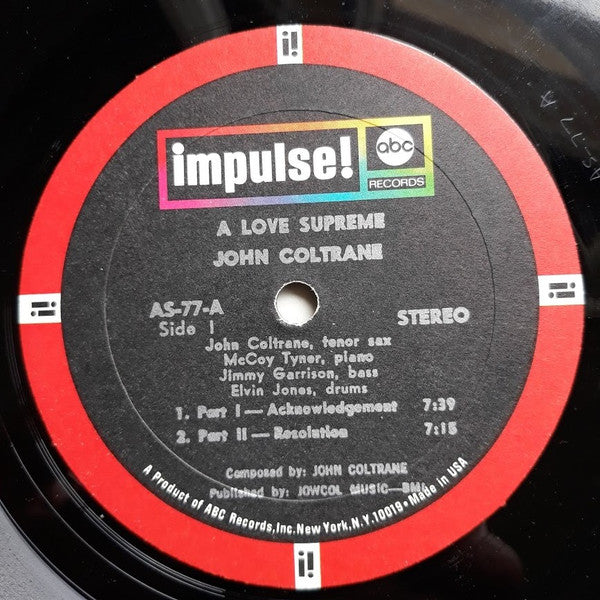 i!
impulse!
abc
RECORDS
A LOVE SUPREME
JOHN COLTRANE
AS-77-A
STEREO
Side 1
John Coltrane, tenor sax
McCoy Tyner, piano
Jimmy Garrison, bass
Elvin Jones, drums
1. Part I — Acknowledgement 7:39
2. Part II — Resolution 7:15
Composed by: JOHN COLTRANE
Published by: JOWCOL MUSIC—BMI
A Product of ABC Records, Inc. New York, N.Y. 10019 • Made in USA
i!
i!
i!
AS-77 A